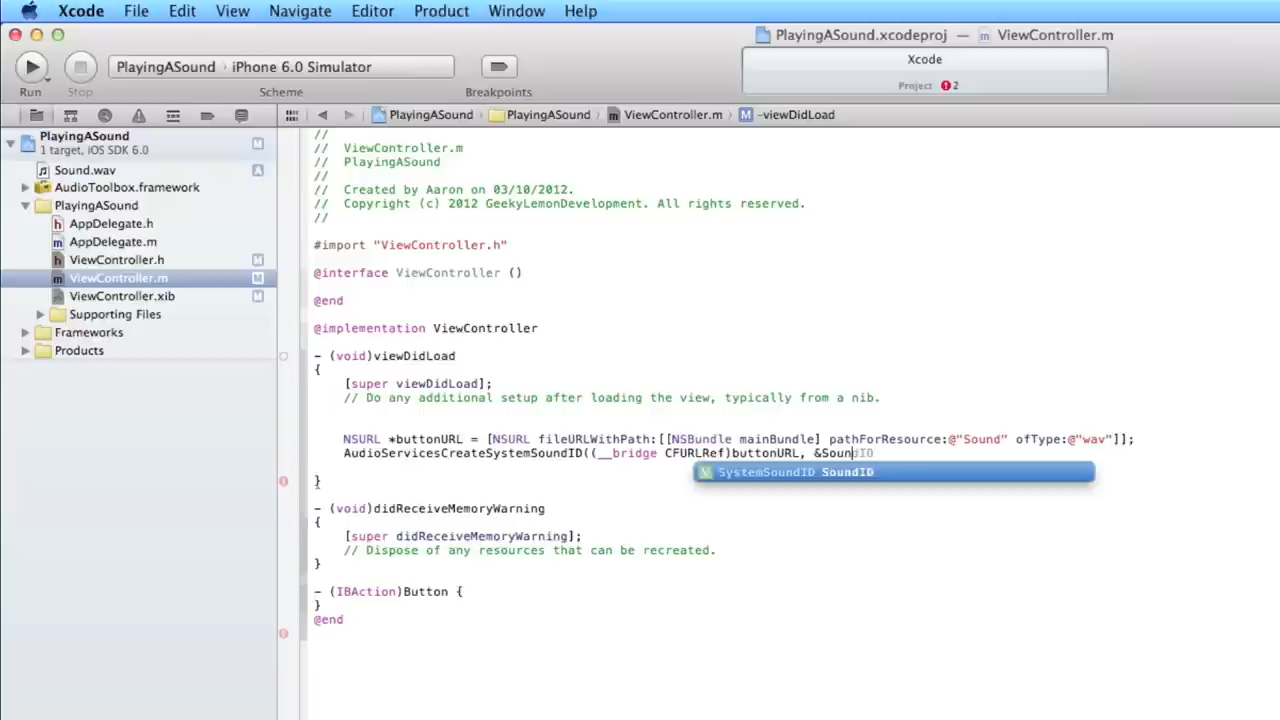 Xcode File Edit View Navigate Editor Product Window Help
PlayingASound.xcodeproj — ViewController.m
PlayingASound › iPhone 6.0 Simulator
Xcode
Project 2
Run Stop Scheme Breakpoints
PlayingASound
1 target, iOS SDK 6.0
M
Sound.wav
A
AudioToolbox.framework
PlayingASound
AppDelegate.h
AppDelegate.m
ViewController.h
M
ViewController.m
M
ViewController.xib
M
Supporting Files
Frameworks
Products
PlayingASound › PlayingASound › ViewController.m › M -viewDidLoad
//
//  ViewController.m
//  PlayingASound
//
//  Created by Aaron on 03/10/2012.
//  Copyright (c) 2012 GeekyLemonDevelopment. All rights reserved.
//
#import "ViewController.h"
@interface ViewController ()
@end
@implementation ViewController
- (void)viewDidLoad
{
[super viewDidLoad];
// Do any additional setup after loading the view, typically from a nib.
NSURL *buttonURL = [NSURL fileURLWithPath:[[NSBundle mainBundle] pathForResource:@"Sound" ofType:@"wav"]];
AudioServicesCreateSystemSoundID((__bridge CFURLRef)buttonURL, &SoundID
V SystemSoundID SoundID
}
- (void)didReceiveMemoryWarning
{
[super didReceiveMemoryWarning];
// Dispose of any resources that can be recreated.
}
- (IBAction)Button {
}
@end